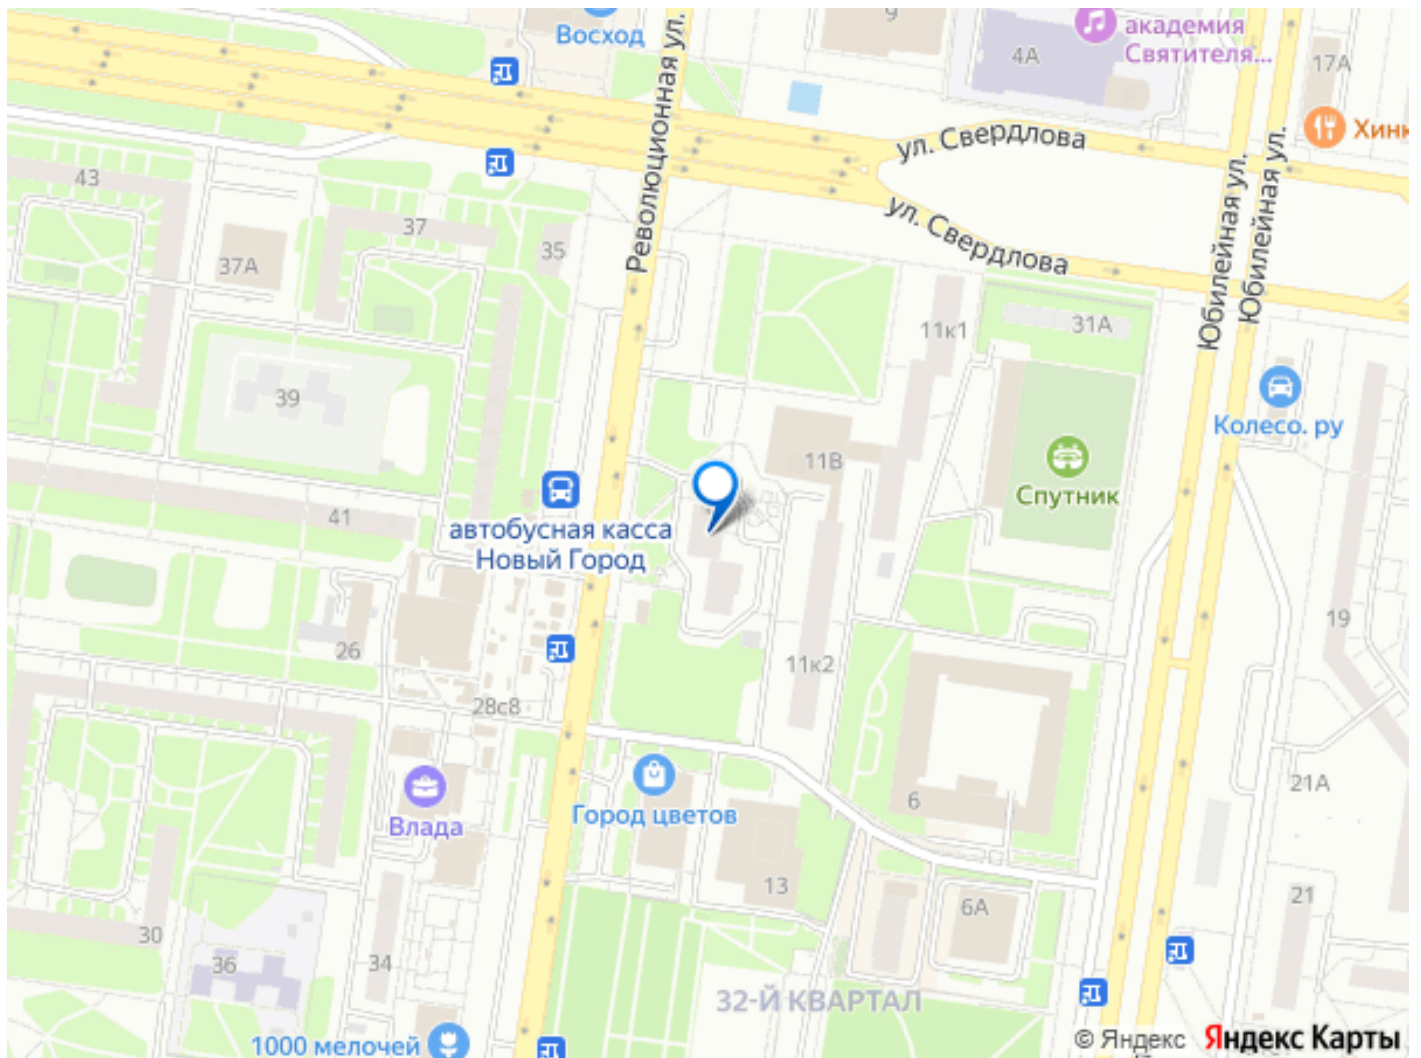 Восход
9
академия
Святителя...
4А
17А
Хинк
ул. Свердлова
Революционная ул.
ул. Свердлова
Юбилейная ул.
Юбилейная ул.
43
37
35
37А
11к1
31А
39
Колесо. ру
11В
Спутник
41
автобусная касса
Новый Город
19
26
11к2
28с8
21А
Город цветов
6
Влада
13
21
6А
30
36
34
32-Й КВАРТАЛ
1000 мелочей
© Яндекс Яндекс Карты